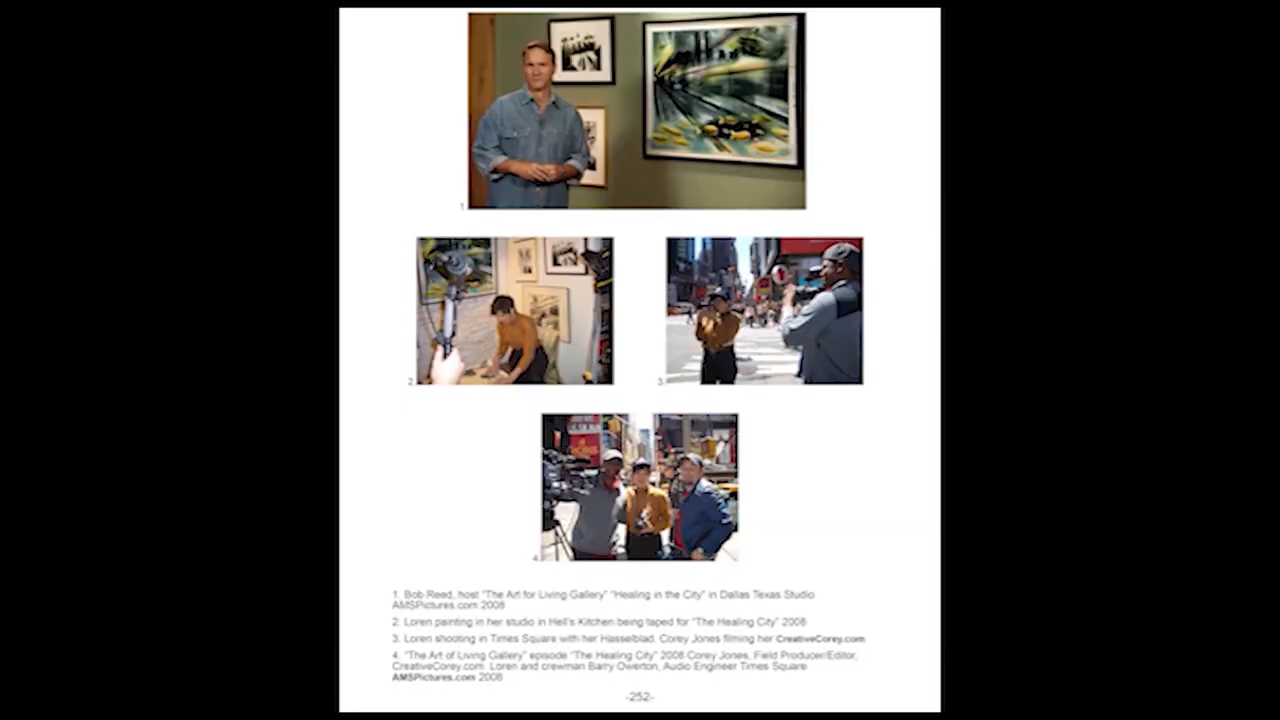 1.
2.
3.
4.
1. Bob Reed, host "The Art for Living Gallery" "Healing in the City" in Dallas Texas Studio
AMSPictures.com 2008
2. Loren painting in her studio in Hell's Kitchen being taped for "The Healing City" 2008
3. Loren shooting in Times Square with her Hasselblad. Corey Jones filming her CreativeCorey.com
4. "The Art of Living Gallery" episode "The Healing City" 2008 Corey Jones, Field Producer/Editor,
CreativeCorey.com Loren and crewman Barry Owerton, Audio Engineer Times Square
AMSPictures.com 2008
-252-